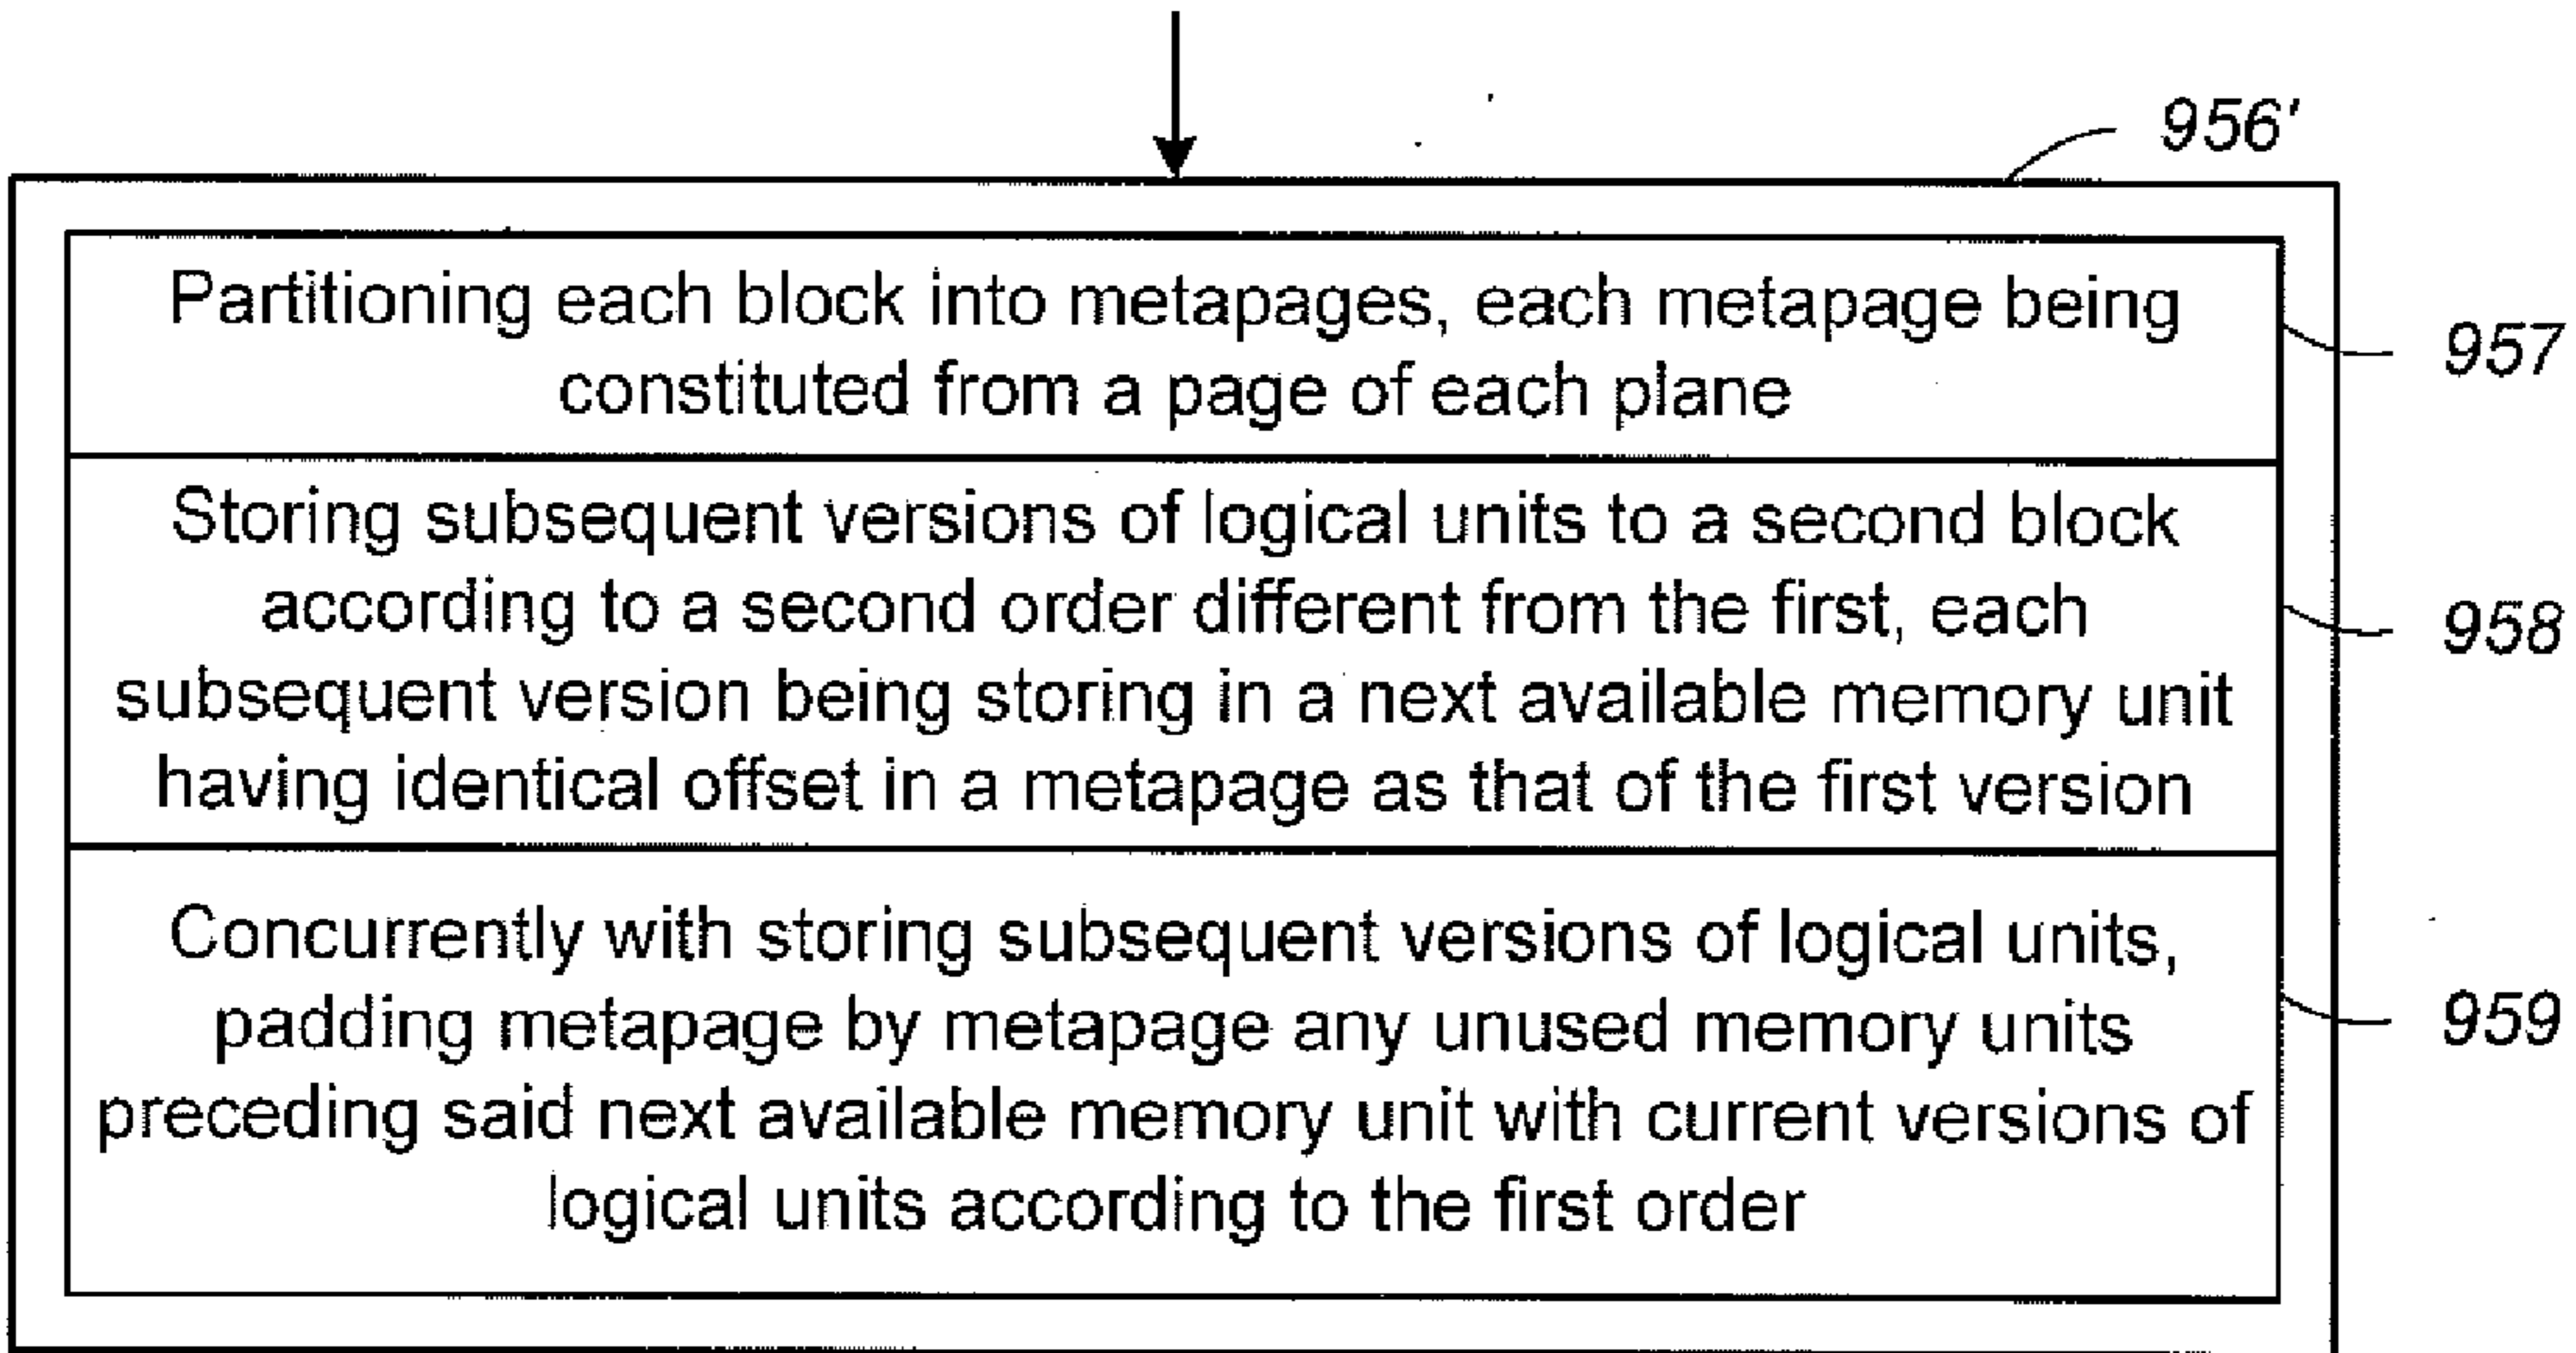 956'
Partitioning each block into metapages, each metapage being
constituted from a page of each plane
957
Storing subsequent versions of logical units to a second block
according to a second order different from the first, each
subsequent version being storing in a next available memory unit
having identical offset in a metapage as that of the first version
958
Concurrently with storing subsequent versions of logical units,
padding metapage by metapage any unused memory units
preceding said next available memory unit with current versions of
logical units according to the first order
959